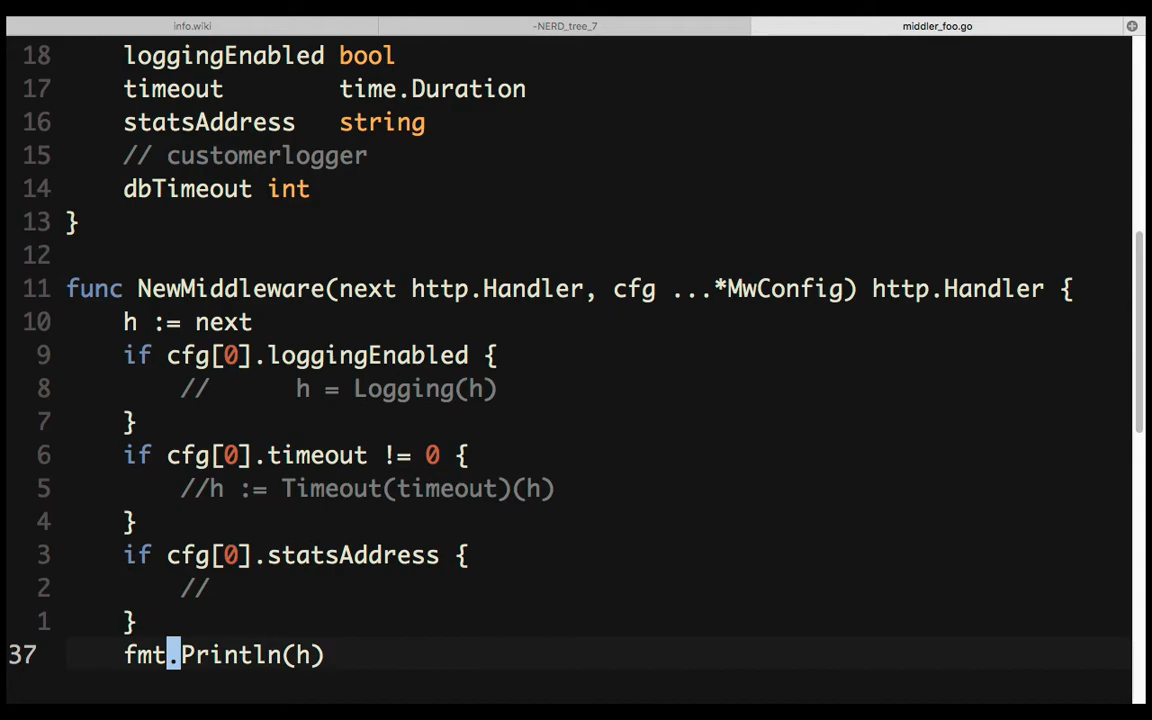 info.wiki -NERD_tree_7 middler_foo.go
18 loggingEnabled bool
17 timeout time.Duration
16 statsAddress string
15 // customerlogger
14 dbTimeout int
13 }
12
11 func NewMiddleware(next http.Handler, cfg ...*MwConfig) http.Handler {
10 h := next
9 if cfg[0].loggingEnabled {
8 // h = Logging(h)
7 }
6 if cfg[0].timeout != 0 {
5 //h := Timeout(timeout)(h)
4 }
3 if cfg[0].statsAddress {
2 //
1 }
37 fmt.Println(h)